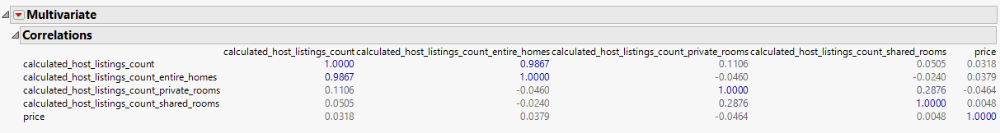 Multivariate
Correlations
calculated_host_listings_count calculated_host_listings_count_entire_homes calculated_host_listings_count_private_rooms calculated_host_listings_count_shared_rooms price
calculated_host_listings_count 1.0000 0.9867 0.1106 0.0505 0.0318
calculated_host_listings_count_entire_homes 0.9867 1.0000 -0.0460 -0.0240 0.0379
calculated_host_listings_count_private_rooms 0.1106 -0.0460 1.0000 0.2876 -0.0464
calculated_host_listings_count_shared_rooms 0.0505 -0.0240 0.2876 1.0000 0.0048
price 0.0318 0.0379 -0.0464 0.0048 1.0000